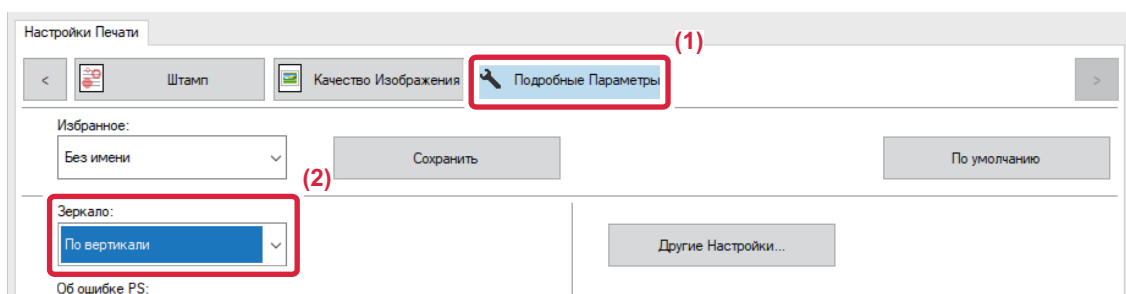 Настройки Печати
(1)
<
Штамп
Качество Изображения
Подробные Параметры
>
Избранное:
Без имени
Сохранить
По умолчанию
(2)
Зеркало:
По вертикали
Другие Настройки...
Об ошибке PS: